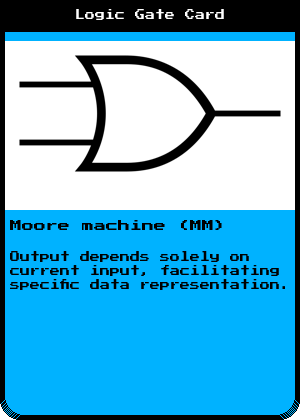 Logic Gate Card
Moore machine (MM)
Output depends solely on
current input, facilitating
specific data representation.